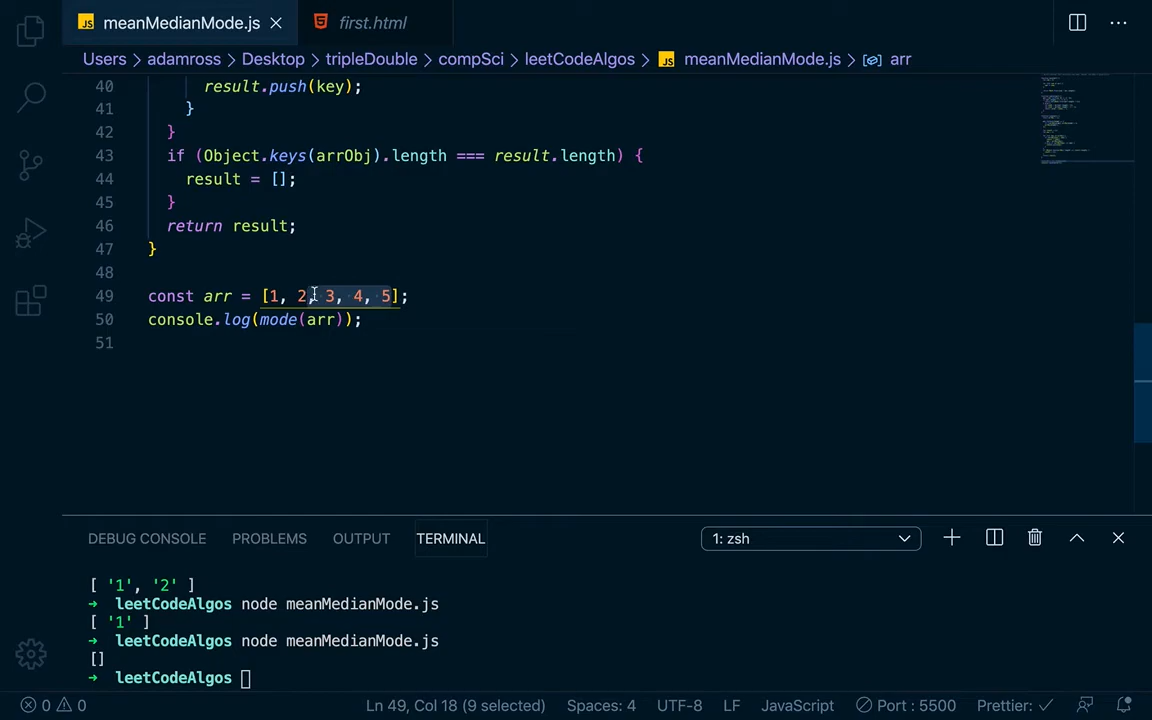 JS meanMedianMode.js × first.html ···
Users > adamross > Desktop > tripleDouble > compSci > leetCodeAlgos > JS meanMedianMode.js > arr
40 result.push(key);
41 }
42 }
43 if (Object.keys(arrObj).length === result.length) {
44 result = [];
45 }
46 return result;
47 }
48
49 const arr = [1, 2, 3, 4, 5];
50 console.log(mode(arr));
51
DEBUG CONSOLE PROBLEMS OUTPUT TERMINAL 1: zsh
[ '1', '2' ]
➜ leetCodeAlgos node meanMedianMode.js
[ '1' ]
➜ leetCodeAlgos node meanMedianMode.js
[]
➜ leetCodeAlgos
0 0 Ln 49, Col 18 (9 selected) Spaces: 4 UTF-8 LF JavaScript Port : 5500 Prettier: ✓